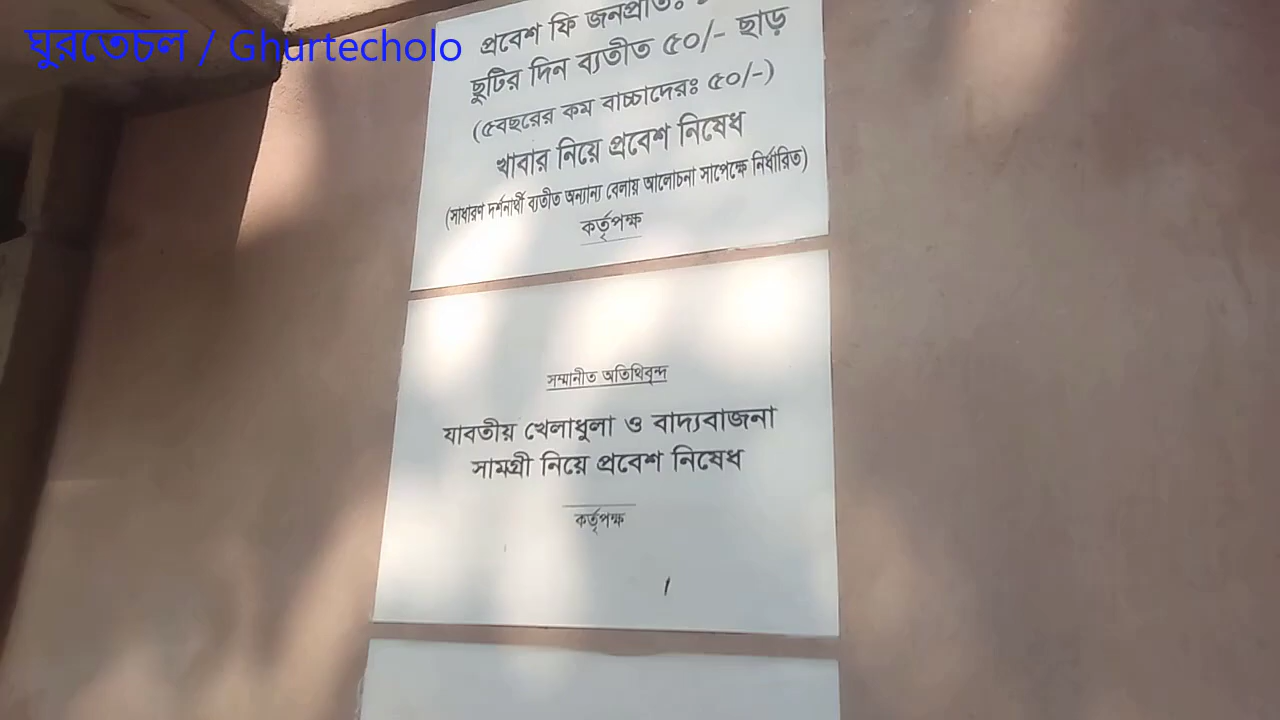 ঘুরতেচল / Ghurtecholo
প্রবেশ ফি জনপ্রতি:
ছুটির দিন ব্যতীত ৫০/- ছাড়
(৫বছরের কম বাচ্চাদেরঃ ৫০/-)
খাবার নিয়ে প্রবেশ নিষেধ
(সাধারণ দর্শনার্থী ব্যতীত অন্যান্য বেলায় আলোচনা সাপেক্ষে নির্ধারিত)
কর্তৃপক্ষ
সম্মানীত অতিথিবৃন্দ
যাবতীয় খেলাধুলা ও বাদ্যবাজনা
সামগ্রী নিয়ে প্রবেশ নিষেধ
কর্তৃপক্ষ